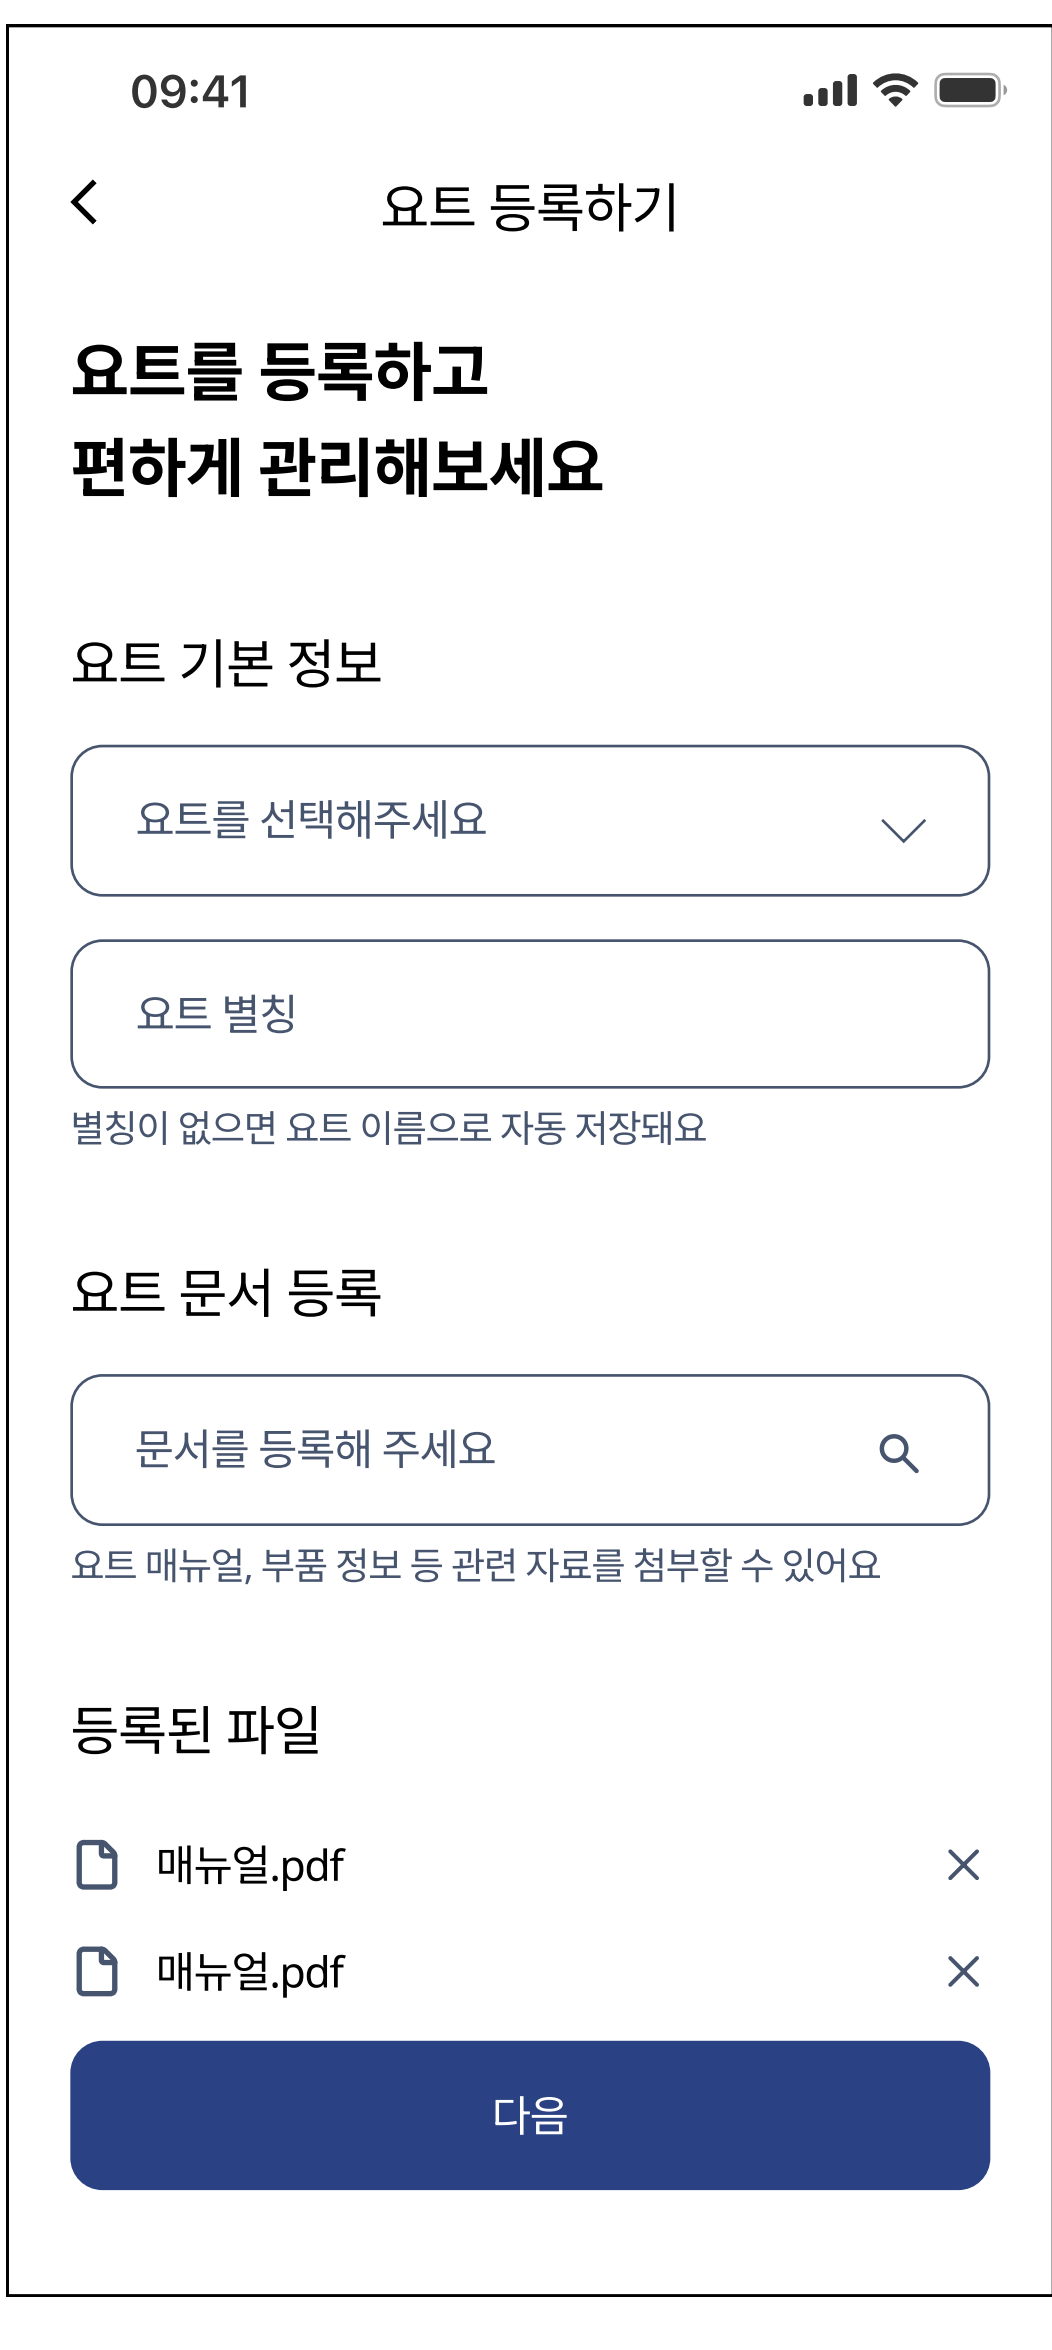 09:41
요트 등록하기
요트를 등록하고
편하게 관리해보세요
요트 기본 정보
요트를 선택해주세요
요트 별칭
별칭이 없으면 요트 이름으로 자동 저장돼요
요트 문서 등록
문서를 등록해 주세요
요트 매뉴얼, 부품 정보 등 관련 자료를 첨부할 수 있어요
등록된 파일
매뉴얼.pdf
매뉴얼.pdf
다음